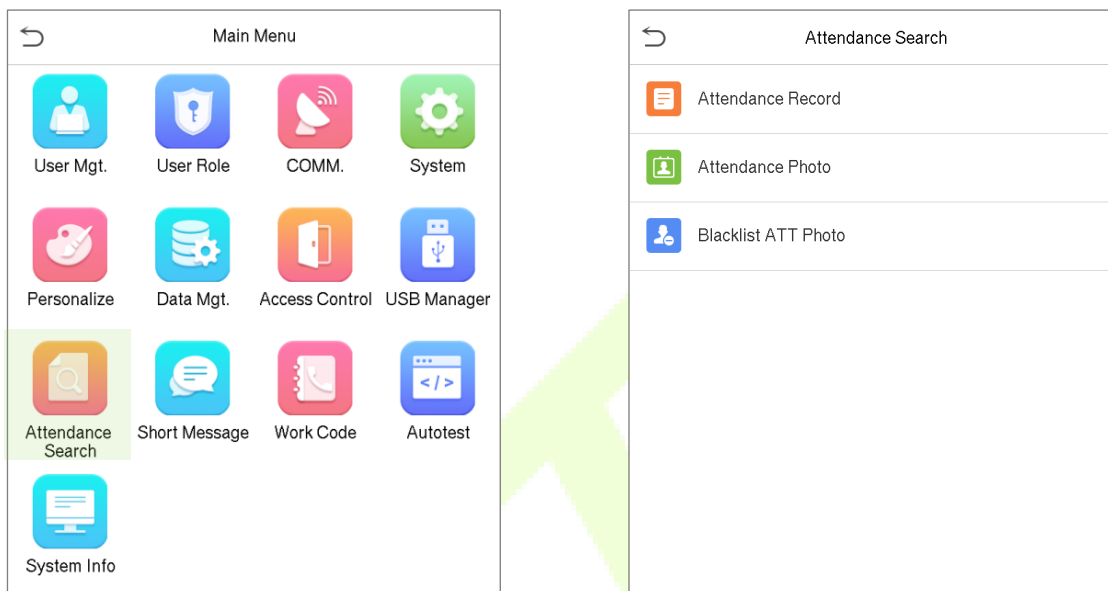 Main Menu
User Mgt.
User Role
COMM.
System
Personalize
Data Mgt.
Access Control
USB Manager
Attendance
Search
Short Message
Work Code
Autotest
System Info
Attendance Search
Attendance Record
Attendance Photo
Blacklist ATT Photo